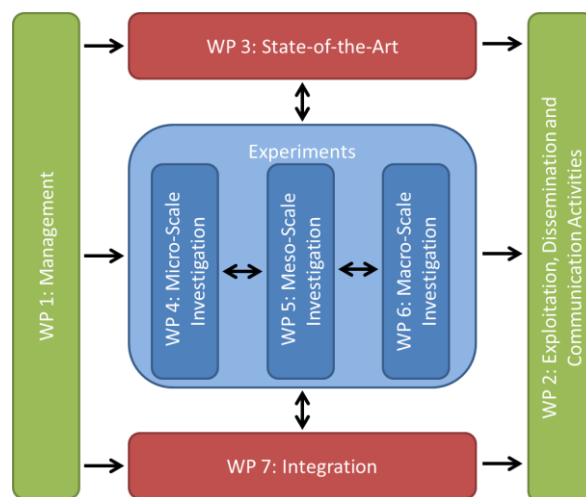 WP 1: Management
WP 3: State-of-the-Art
Experiments
WP 4: Micro-Scale
Investigation
WP 5: Meso-Scale
Investigation
WP 6: Macro-Scale
Investigation
WP 7: Integration
WP 2: Exploitation, Dissemination and
Communication Activities